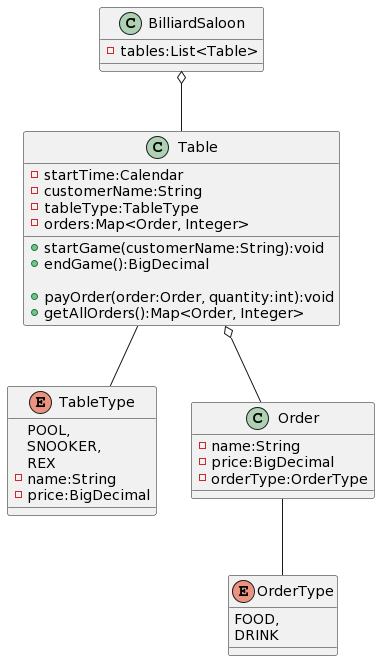 C BilliardSaloon
tables:List<Table>
C Table
startTime:Calendar
customerName:String
tableType:TableType
orders:Map<Order, Integer>
startGame(customerName:String):void
endGame():BigDecimal
payOrder(order:Order, quantity:int):void
getAllOrders():Map<Order, Integer>
E TableType
POOL,
SNOOKER,
REX
name:String
price:BigDecimal
C Order
name:String
price:BigDecimal
orderType:OrderType
E OrderType
FOOD,
DRINK